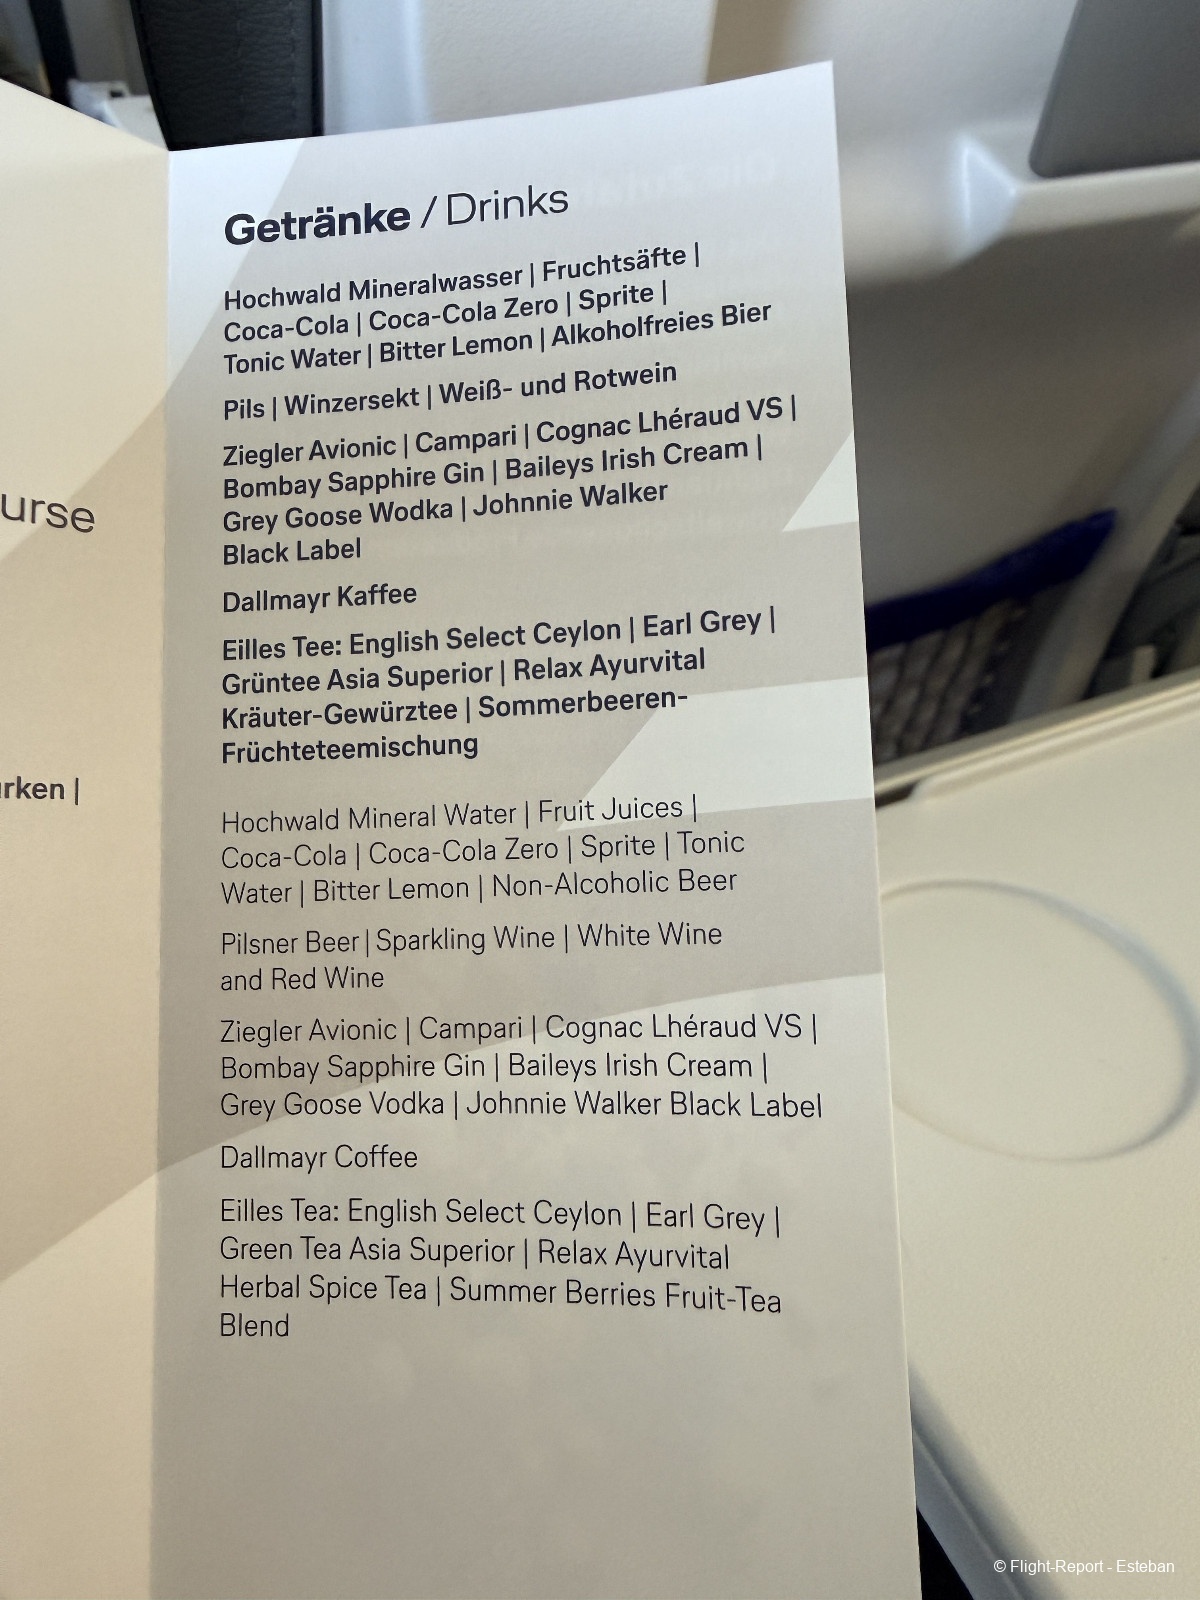 Getränke / Drinks
Hochwald Mineralwasser | Fruchtsäfte |
Coca-Cola | Coca-Cola Zero | Sprite |
Tonic Water | Bitter Lemon | Alkoholfreies Bier
Pils | Winzersekt | Weiß- und Rotwein
Ziegler Avionic | Campari | Cognac Lhéraud VS |
Bombay Sapphire Gin | Baileys Irish Cream |
Grey Goose Wodka | Johnnie Walker
Black Label
Dallmayr Kaffee
Eilles Tee: English Select Ceylon | Earl Grey |
Grüntee Asia Superior | Relax Ayurvital
Kräuter-Gewürztee | Sommerbeeren-
Früchteteemischung
Hochwald Mineral Water | Fruit Juices |
Coca-Cola | Coca-Cola Zero | Sprite | Tonic
Water | Bitter Lemon | Non-Alcoholic Beer
Pilsner Beer | Sparkling Wine | White Wine
and Red Wine
Ziegler Avionic | Campari | Cognac Lhéraud VS |
Bombay Sapphire Gin | Baileys Irish Cream |
Grey Goose Vodka | Johnnie Walker Black Label
Dallmayr Coffee
Eilles Tea: English Select Ceylon | Earl Grey |
Green Tea Asia Superior | Relax Ayurvital
Herbal Spice Tea | Summer Berries Fruit-Tea
Blend
urse
rken |
© Flight-Report - Esteban